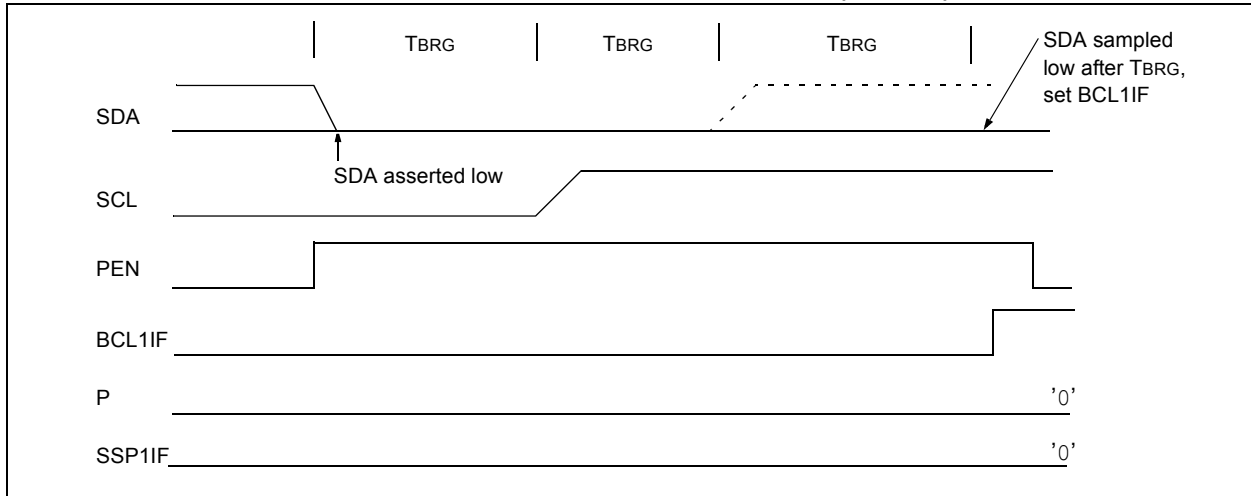 TBRG TBRG TBRG
SDA sampled
low after TBRG,
set BCL1IF
SDA
SDA asserted low
SCL
PEN
BCL1IF
P '0'
SSP1IF '0'